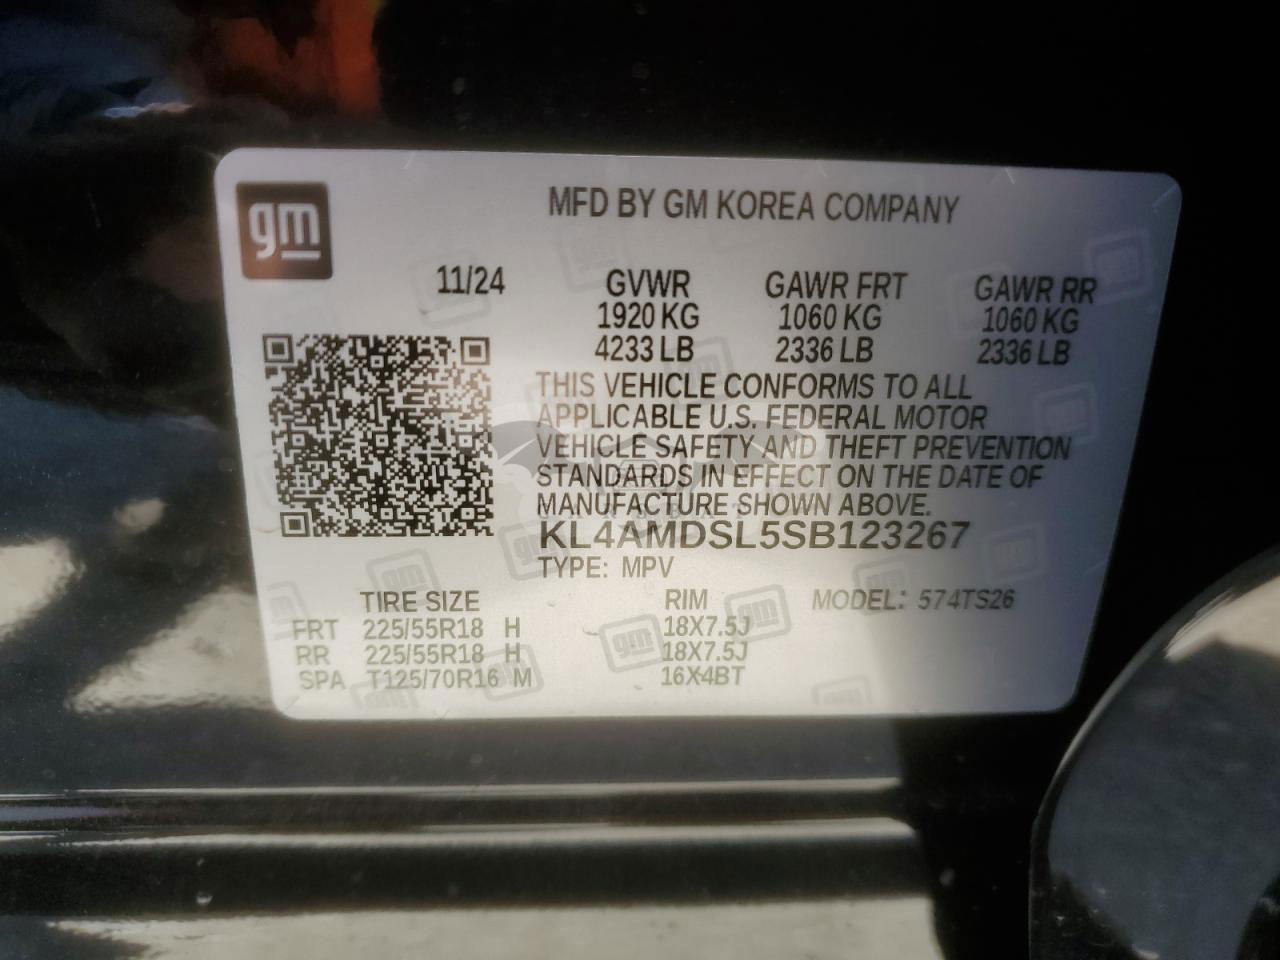 gm
MFD BY GM KOREA COMPANY
11/24 GVWR GAWR FRT GAWR RR
1920 KG 1060 KG 1060 KG
4233 LB 2336 LB 2336 LB
THIS VEHICLE CONFORMS TO ALL
APPLICABLE U.S. FEDERAL MOTOR
VEHICLE SAFETY AND THEFT PREVENTION
STANDARDS IN EFFECT ON THE DATE OF
MANUFACTURE SHOWN ABOVE.
KL4AMDSL5SB123267
TYPE: MPV
TIRE SIZE RIM MODEL: 574TS26
FRT 225/55R18 H 18X7.5J
RR 225/55R18 H 18X7.5J
SPA T125/70R16 M 16X4BT